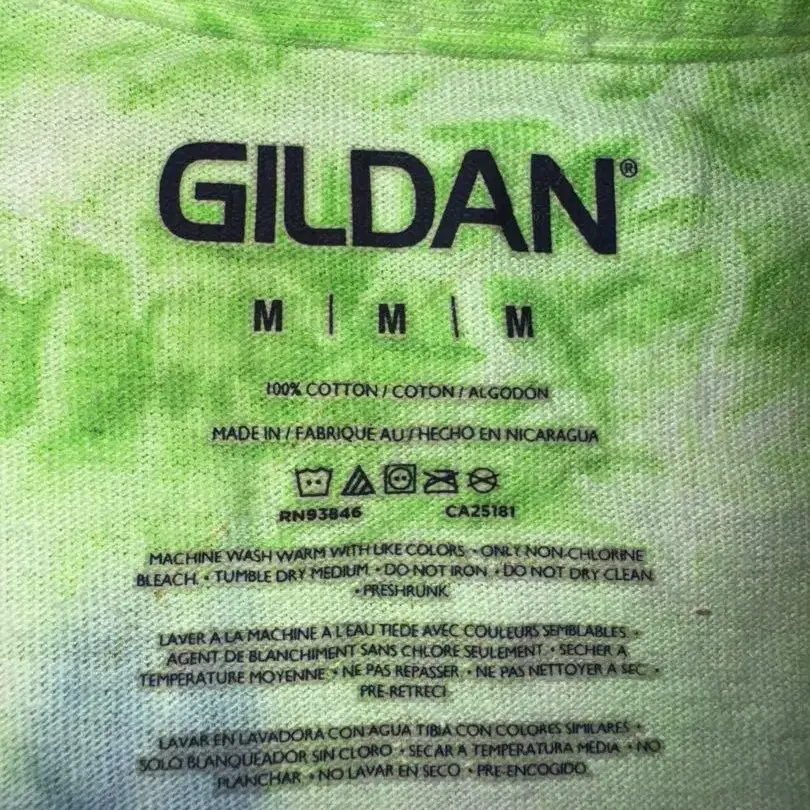 GILDAN®
M | M | M
100% COTTON / COTON / ALGODÓN
MADE IN / FABRIQUE AU / HECHO EN NICARAGUA
RN93846 CA25181
MACHINE WASH WARM WITH LIKE COLORS • ONLY NON-CHLORINE
BLEACH • TUMBLE DRY MEDIUM • DO NOT IRON • DO NOT DRY CLEAN
• PRESHRUNK
LAVER A LA MACHINE A L'EAU TIEDE AVEC COULEURS SEMBLABLES •
AGENT DE BLANCHIMENT SANS CHLORE SEULEMENT • SECHER A
TEMPERATURE MOYENNE • NE PAS REPASSER • NE PAS NETTOYER A SEC •
PRE-RETRECI
LAVAR EN LAVADORA CON AGUA TIBIA CON COLORES SIMILARES •
SOLO BLANQUEADOR SIN CLORO • SECAR A TEMPERATURA MEDIA • NO
PLANCHAR • NO LAVAR EN SECO • PRE-ENCOGIDO